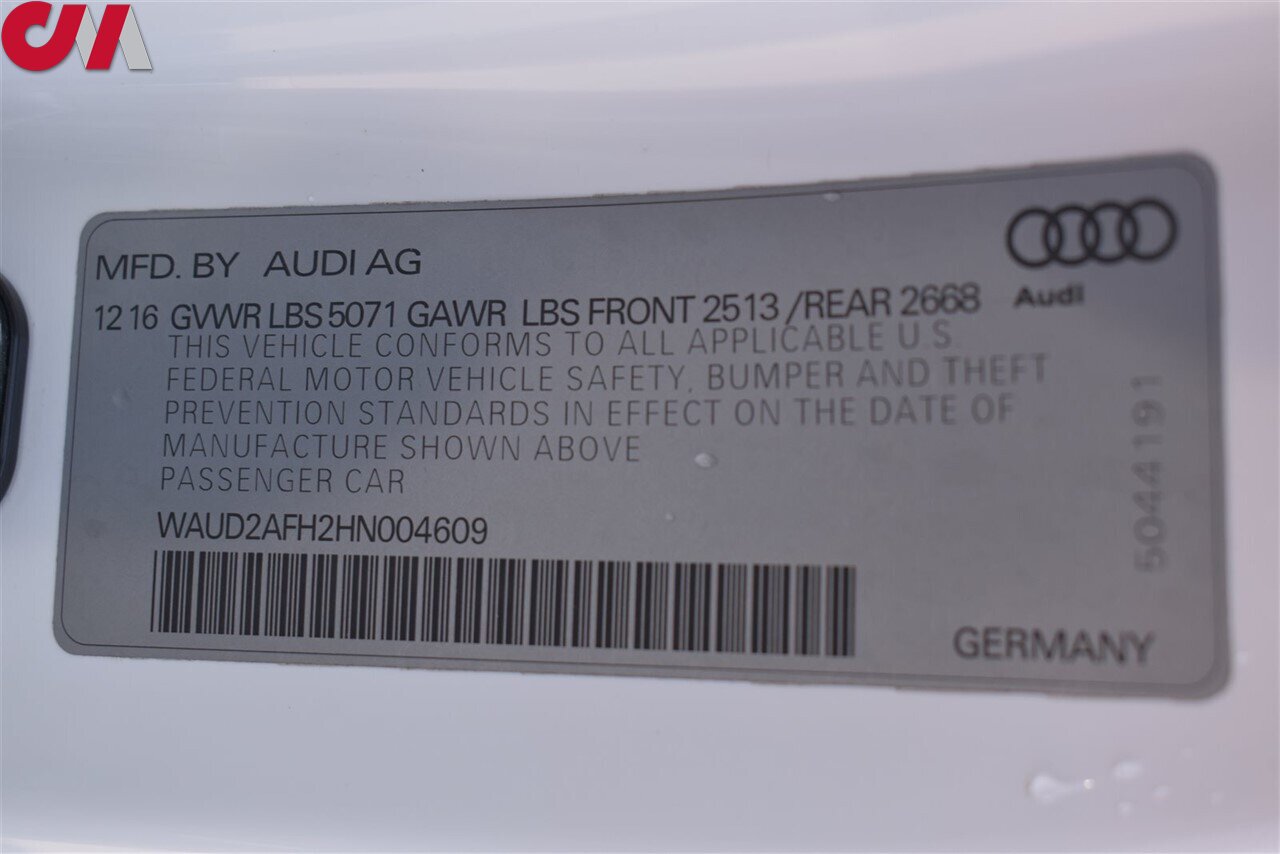 CM
MFD. BY AUDI AG
12 16 GVWR LBS 5071 GAWR LBS FRONT 2513 /REAR 2668
Audi
THIS VEHICLE CONFORMS TO ALL APPLICABLE U.S.
FEDERAL MOTOR VEHICLE SAFETY, BUMPER AND THEFT
PREVENTION STANDARDS IN EFFECT ON THE DATE OF
MANUFACTURE SHOWN ABOVE
PASSENGER CAR
WAUD2AFH2HN004609
5044191
GERMANY